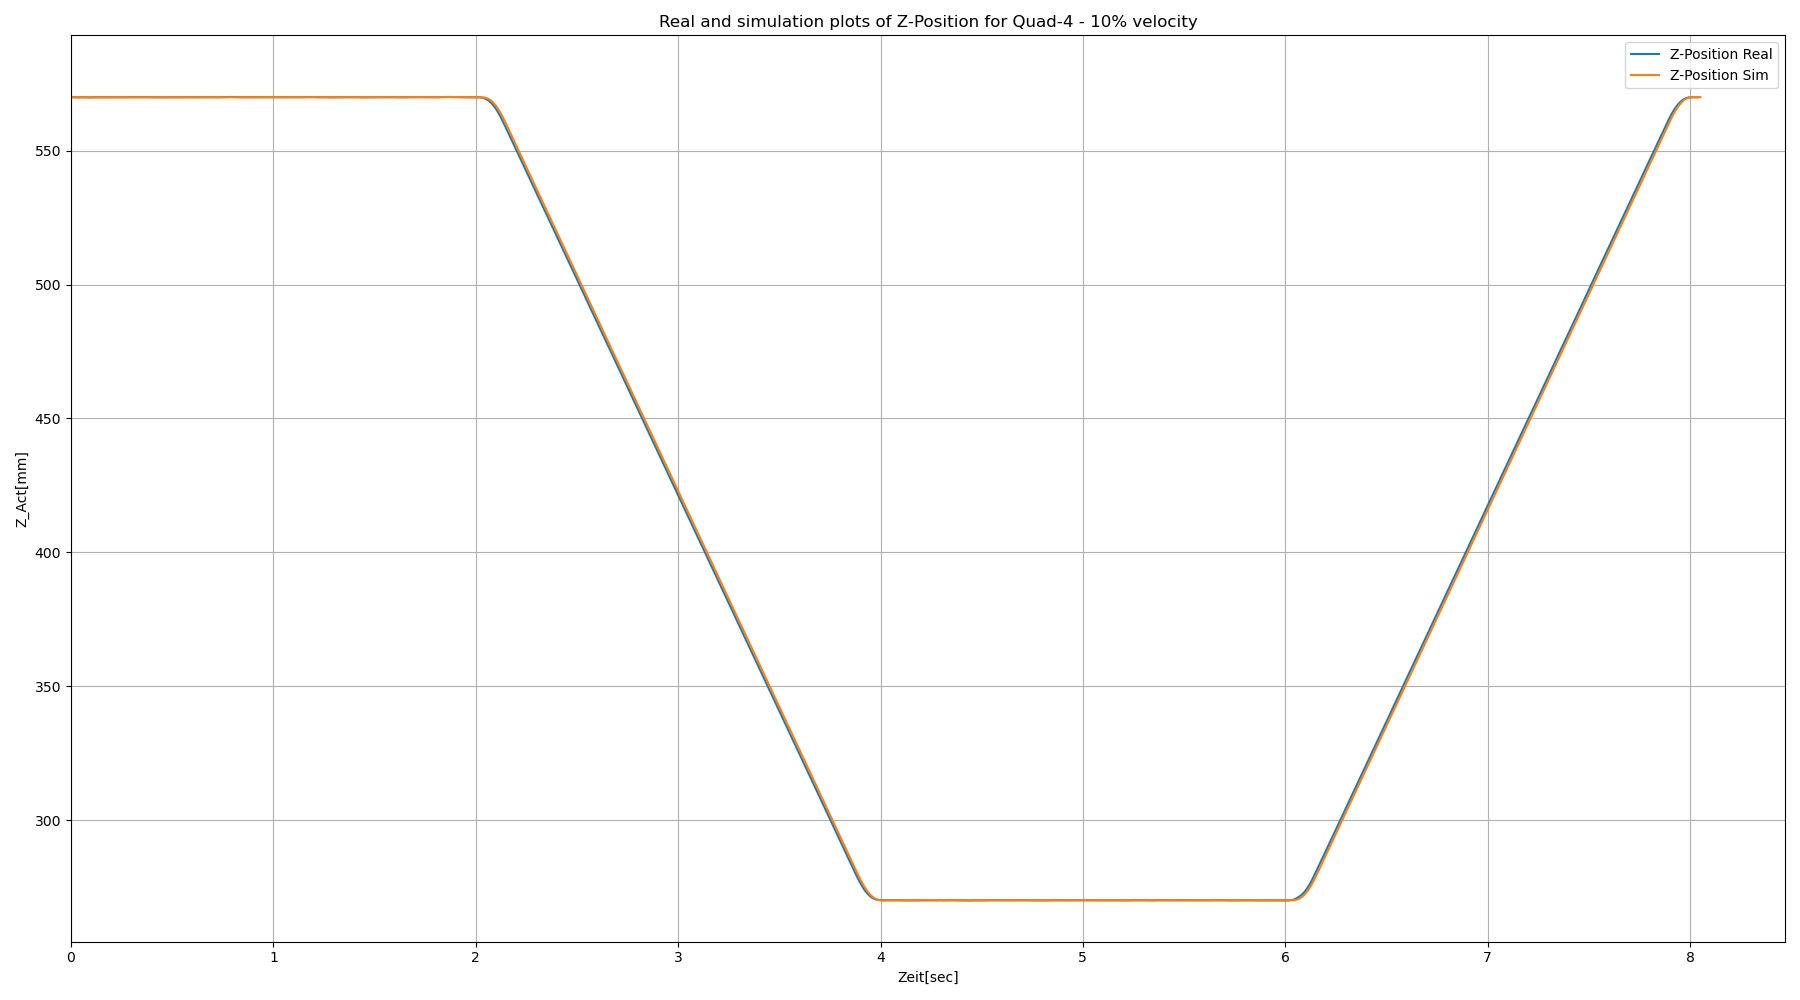 Real and simulation plots of Z-Position for Quad-4 - 10% velocity
Z-Position Real
Z-Position Sim
Z_Act[mm]
550
500
450
400
350
300
0 1 2 3 4 5 6 7 8
Zeit[sec]